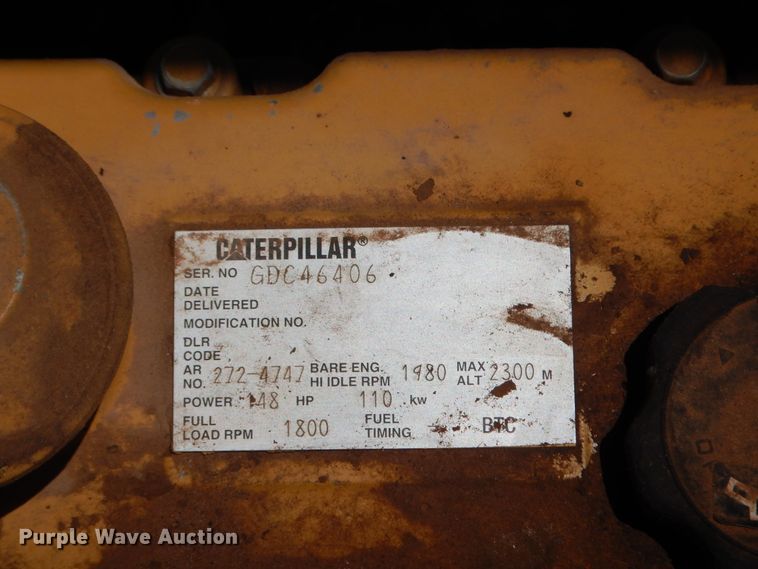 CATERPILLAR®
SER. NO GDC46406
DATE
DELIVERED
MODIFICATION NO.
DLR
CODE
AR
NO. 272-4747 BARE ENG.
HI IDLE RPM 1980 MAX
ALT 2300 M
POWER 148 HP 110 kw
FULL
LOAD RPM 1800 FUEL
TIMING - BTC
Purple Wave Auction